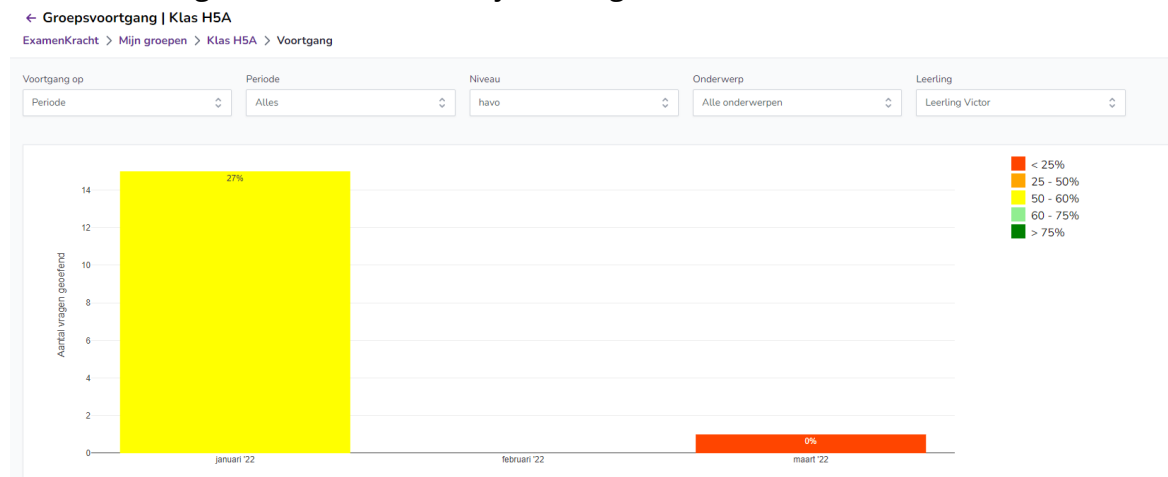 ← Groepsvoortgang | Klas H5A
ExamenKracht > Mijn groepen > Klas H5A > Voortgang
Voortgang op Periode Niveau Onderwerp Leerling
Periode Alles havo Alle onderwerpen Leerling Victor
27%
< 25%
25 - 50%
50 - 60%
60 - 75%
> 75%
Aantal vragen geoefend
14
12
10
8
6
4
2
0
0%
januari '22 februari '22 maart '22